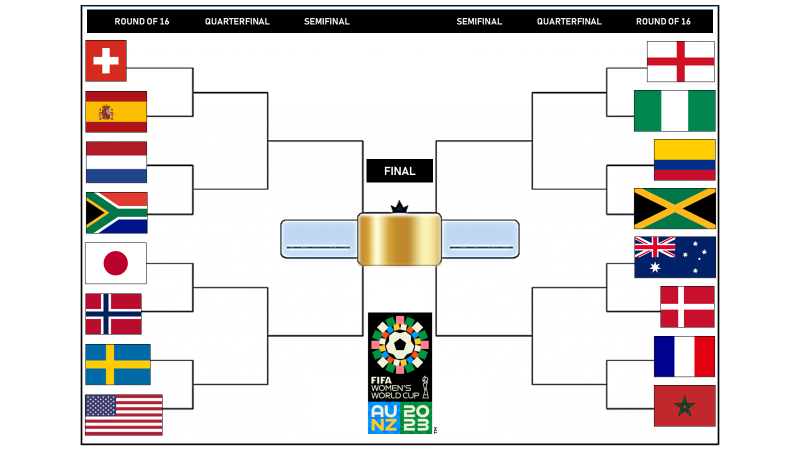 ROUND OF 16 QUARTERFINAL SEMIFINAL SEMIFINAL QUARTERFINAL ROUND OF 16
FINAL
FIFA
WOMEN'S
WORLD CUP
AU 20
NZ 23
TM